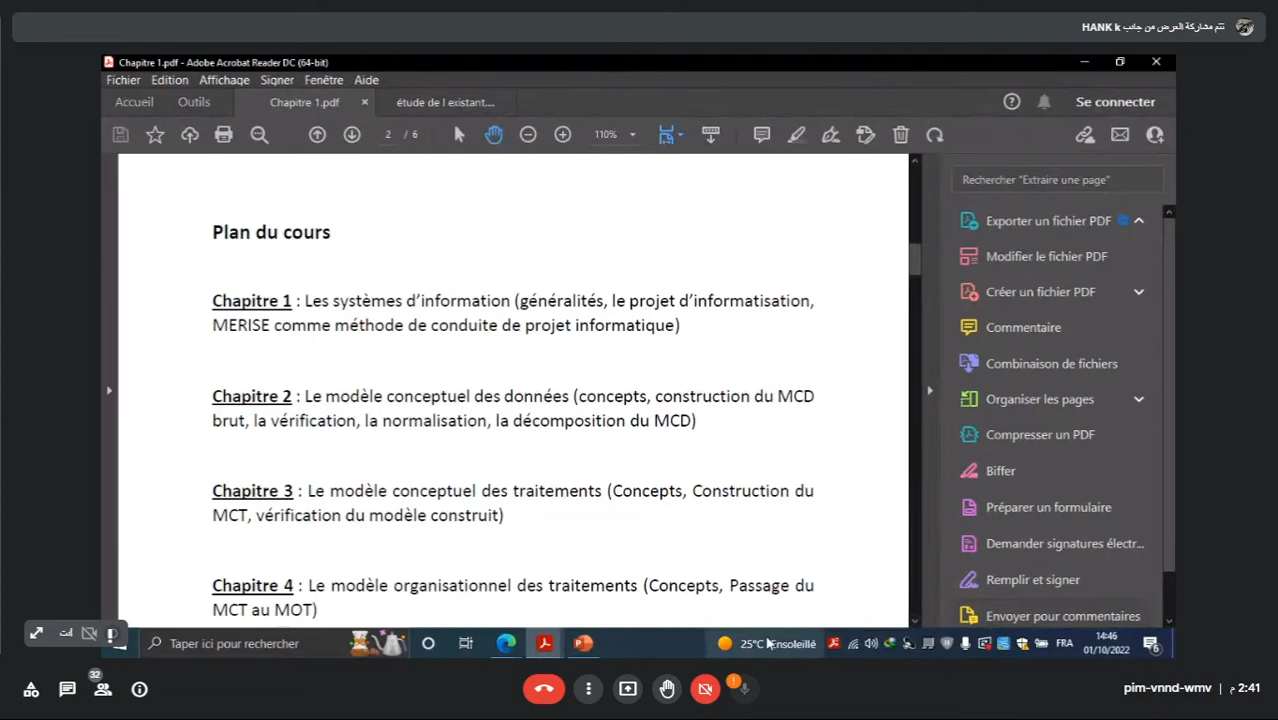 تتم مشاركة العرض من جانب HANK k
Chapitre 1.pdf - Adobe Acrobat Reader DC (64-bit)
Fichier Edition Affichage Signer Fenêtre Aide
Accueil Outils Chapitre 1.pdf × étude de l existant.... Se connecter
2 / 6 110%
Plan du cours
Chapitre 1 : Les systèmes d’information (généralités, le projet d’informatisation,
MERISE comme méthode de conduite de projet informatique)
Chapitre 2 : Le modèle conceptuel des données (concepts, construction du MCD
brut, la vérification, la normalisation, la décomposition du MCD)
Chapitre 3 : Le modèle conceptuel des traitements (Concepts, Construction du
MCT, vérification du modèle construit)
Chapitre 4 : Le modèle organisationnel des traitements (Concepts, Passage du
MCT au MOT)
Rechercher "Extraire une page"
Exporter un fichier PDF
Modifier le fichier PDF
Créer un fichier PDF
Commentaire
Combinaison de fichiers
Organiser les pages
Compresser un PDF
Biffer
Préparer un formulaire
Demander signatures électr...
Remplir et signer
Envoyer pour commentaires
أنت
Taper ici pour rechercher
25°C Ensoleillé
FRA
14:46
01/10/2022
6
32
pim-vnnd-wmv | 2:41 م